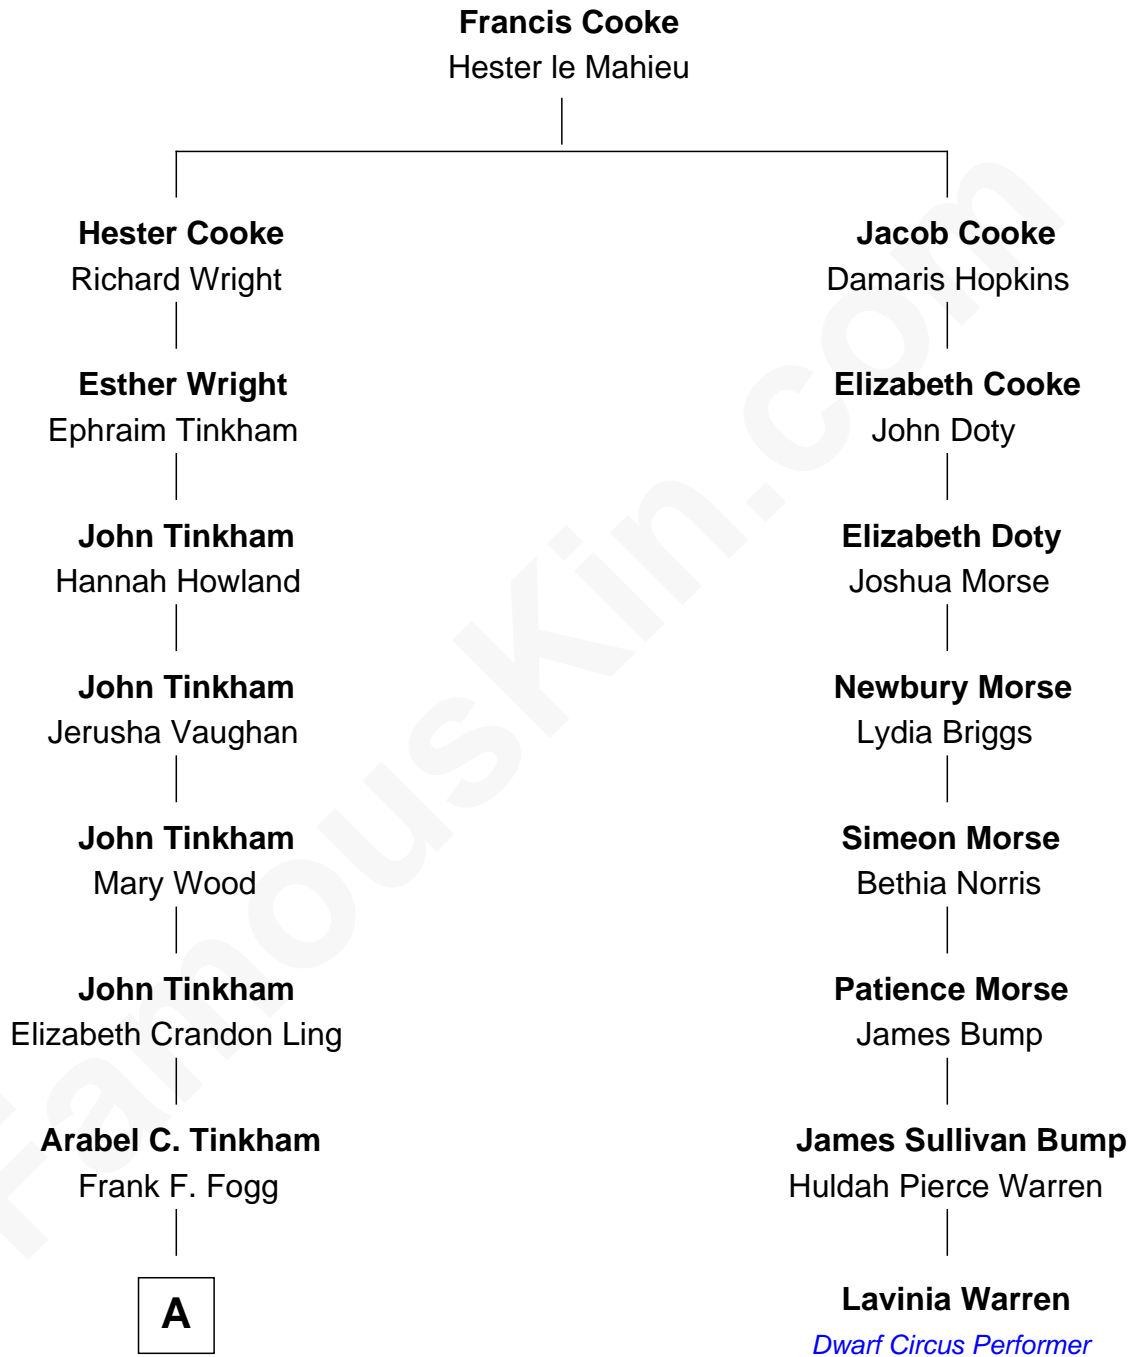 Francis Cooke
Hester le Mahieu
Hester Cooke
Richard Wright
Jacob Cooke
Damaris Hopkins
Esther Wright
Ephraim Tinkham
Elizabeth Cooke
John Doty
John Tinkham
Hannah Howland
Elizabeth Doty
Joshua Morse
John Tinkham
Jerusha Vaughan
Newbury Morse
Lydia Briggs
John Tinkham
Mary Wood
Simeon Morse
Bethia Norris
John Tinkham
Elizabeth Crandon Ling
Patience Morse
James Bump
Arabel C. Tinkham
Frank F. Fogg
James Sullivan Bump
Huldah Pierce Warren
A
Lavinia Warren
Dwarf Circus Performer
FamousKin.com